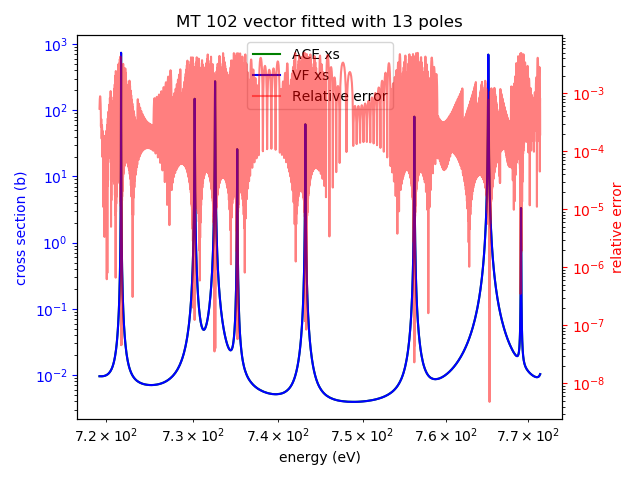 MT 102 vector fitted with 13 poles
ACE xs
VF xs
Relative error
cross section (b)
10³
10²
10¹
10⁰
10⁻¹
10⁻²
relative error
10⁻³
10⁻⁴
10⁻⁵
10⁻⁶
10⁻⁷
10⁻⁸
7.2 × 10² 7.3 × 10² 7.4 × 10² 7.5 × 10² 7.6 × 10² 7.7 × 10²
energy (eV)